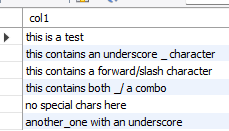 col1
this is a test
this contains an underscore _ character
this contains a forward/slash character
this contains both _/ a combo
no special chars here
another_one with an underscore